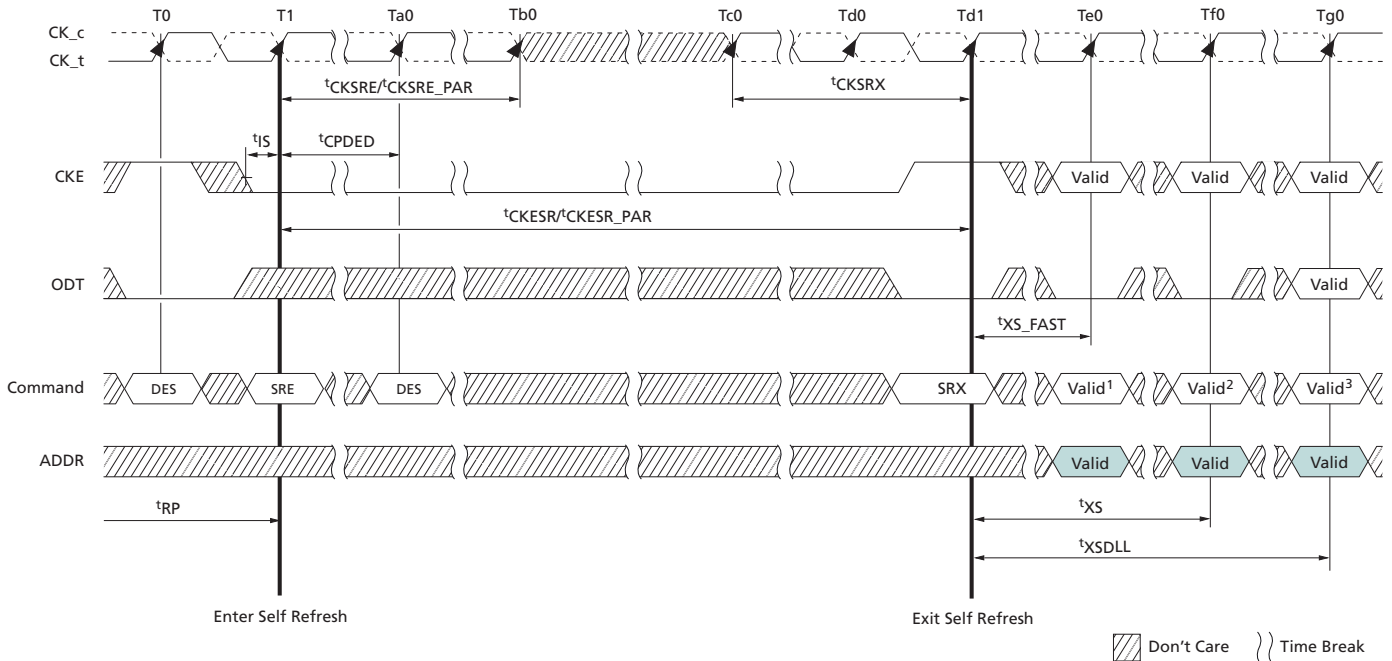 T0 T1 Ta0 Tb0 Tc0 Td0 Td1 Te0 Tf0 Tg0
CK_c
CK_t
tCKSRE/tCKSRE_PAR tCKSRX
tIS tCPDED
CKE Valid Valid Valid
tCKESR/tCKESR_PAR
ODT Valid
tXS_FAST
Command DES SRE DES SRX Valid1 Valid2 Valid3
ADDR Valid Valid Valid
tRP tXS
tXSDLL
Enter Self Refresh Exit Self Refresh
Don't Care Time Break